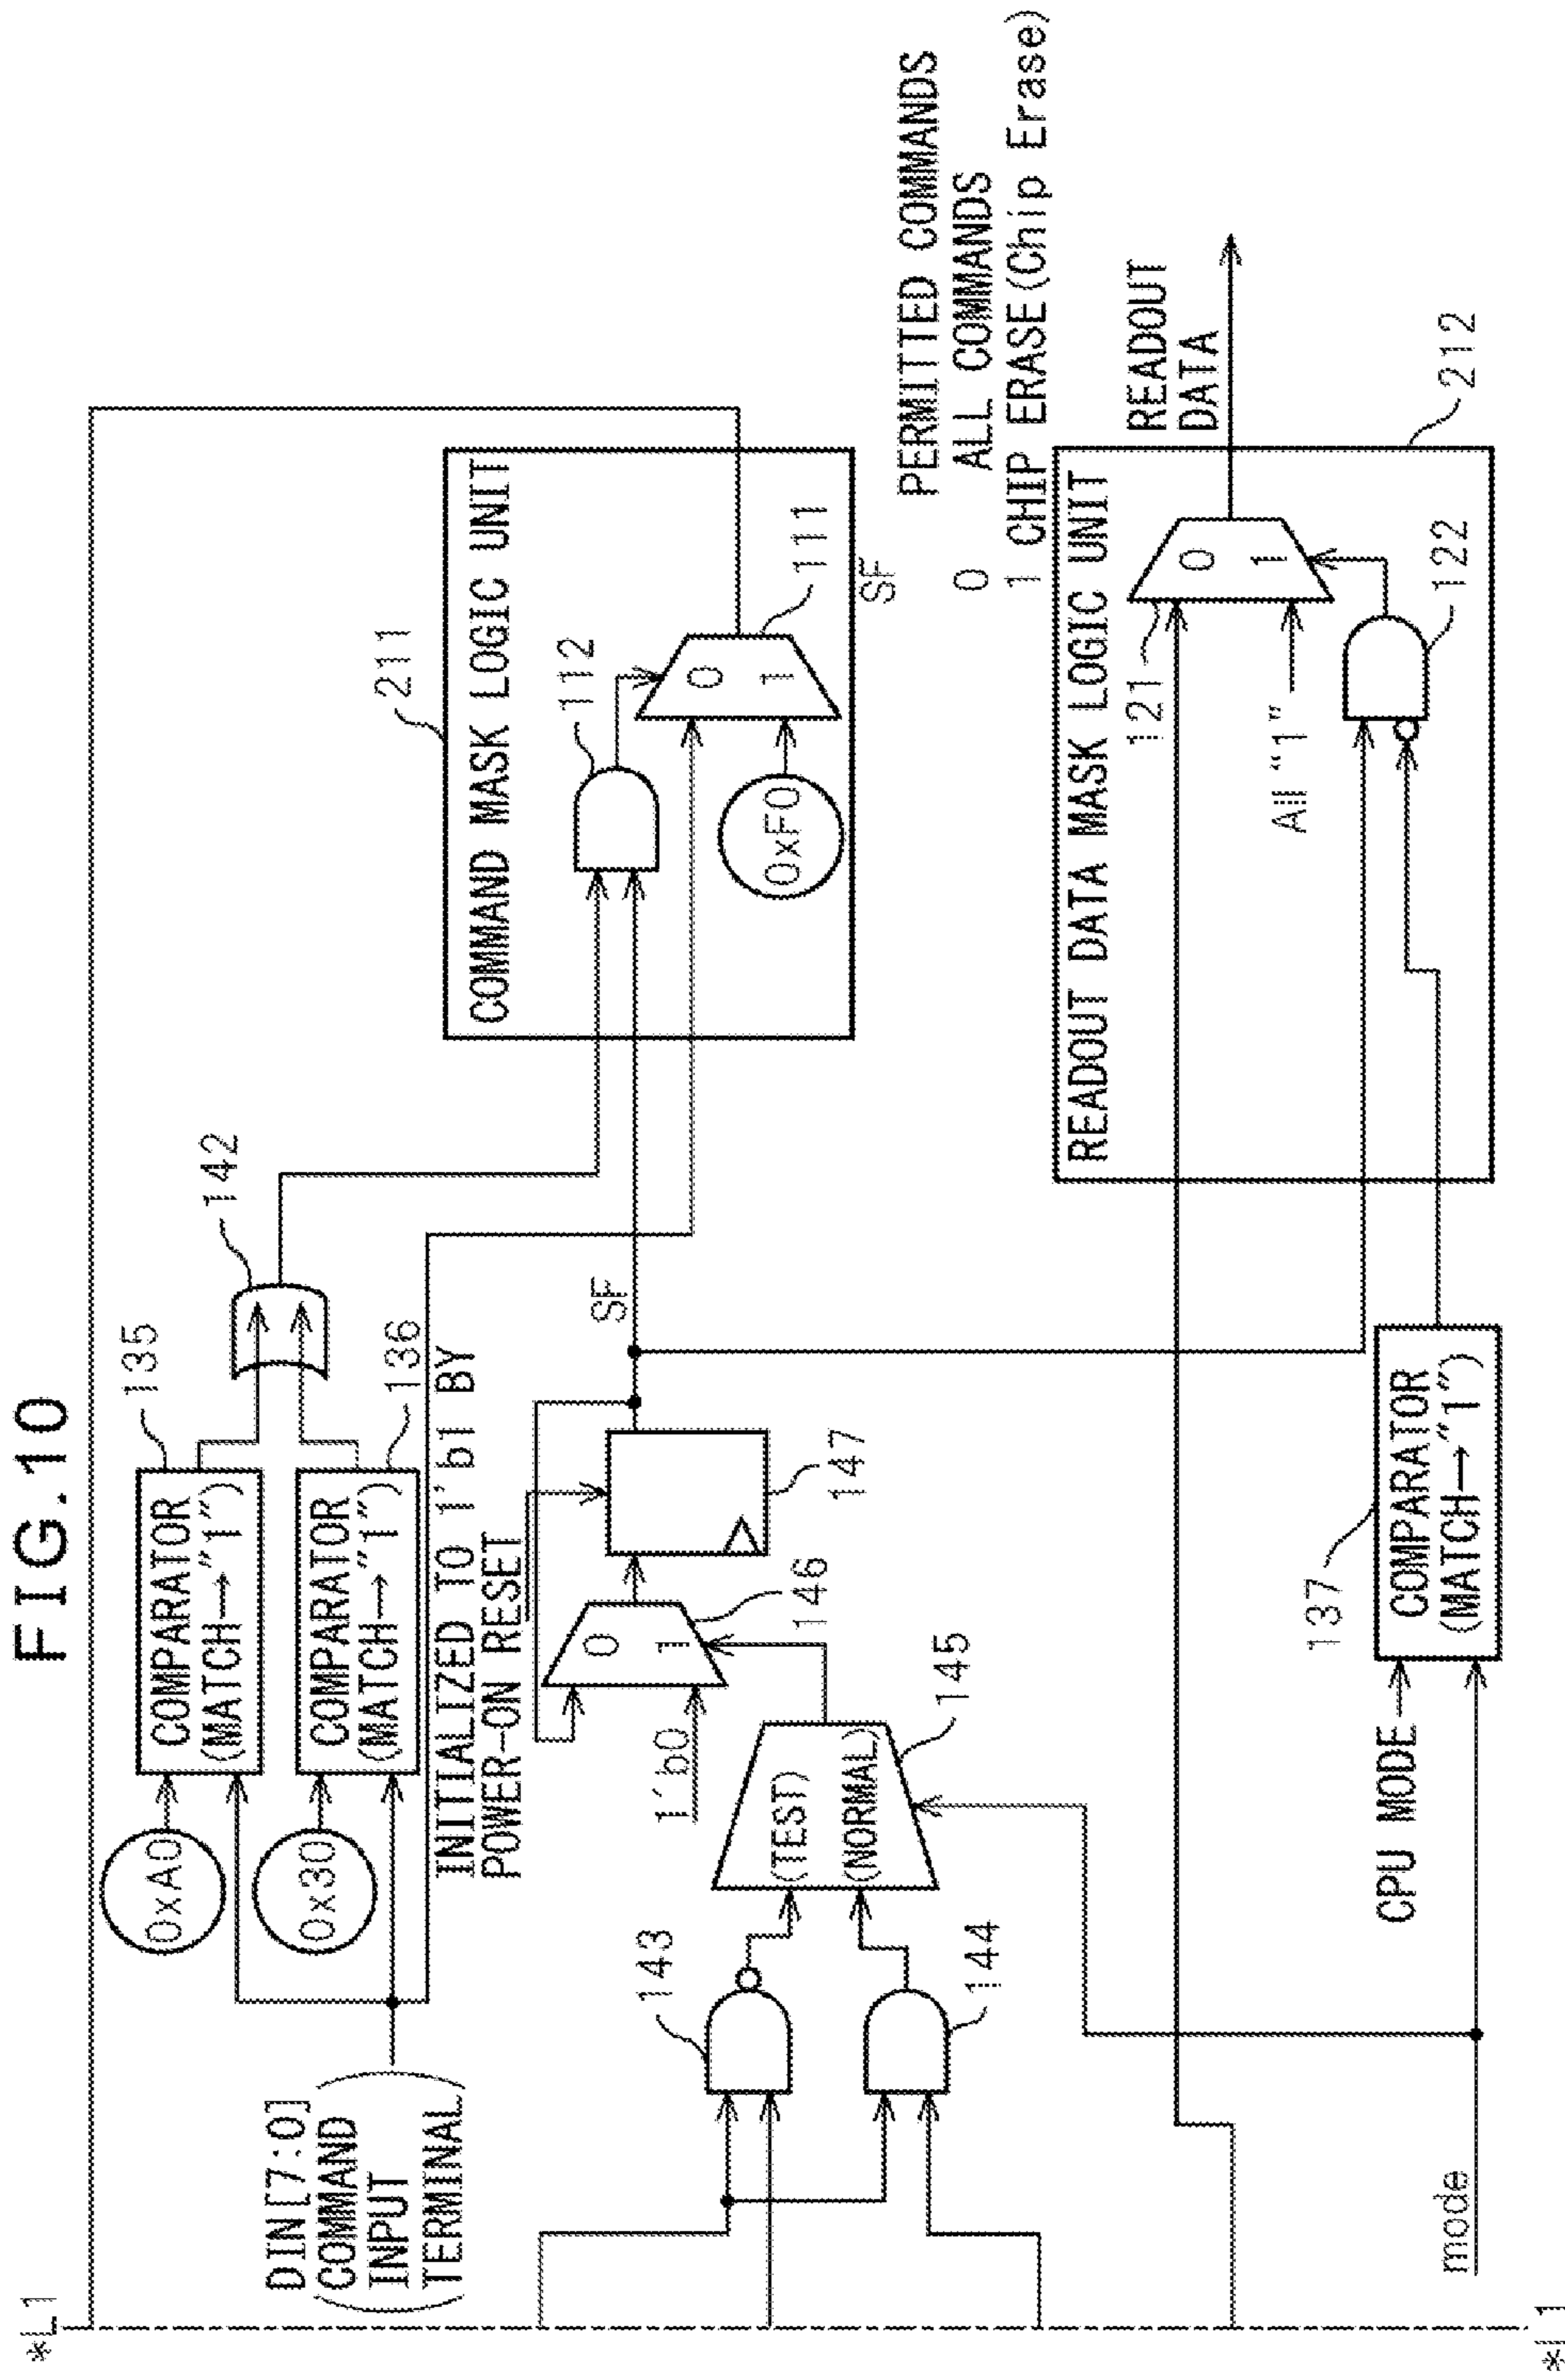 FIG.10
*L1
0xA0
COMPARATOR
(MATCH→"1")
135
142
0x30
COMPARATOR
(MATCH→"1")
136
DIN[7:0]
COMMAND
INPUT
TERMINAL
INITIALIZED TO 1'b1 BY
POWER-ON RESET
211
COMMAND MASK LOGIC UNIT
112
0
1
111
0xF0
SF
147
0
1
146
1'b0
143
144
(TEST)
(NORMAL)
145
SF
PERMITTED COMMANDS
0 ALL COMMANDS
1 CHIP ERASE(Chip Erase)
READOUT DATA MASK LOGIC UNIT
121
0
1
All "1"
122
READOUT
DATA
212
137
COMPARATOR
(MATCH→"1")
CPU MODE
mode
*L1